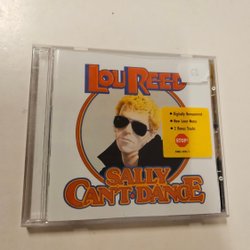 LOU REED
Digitally Remastered
New Liner Notes
2 Bonus Tracks
SALLY
CAN'T DANCE